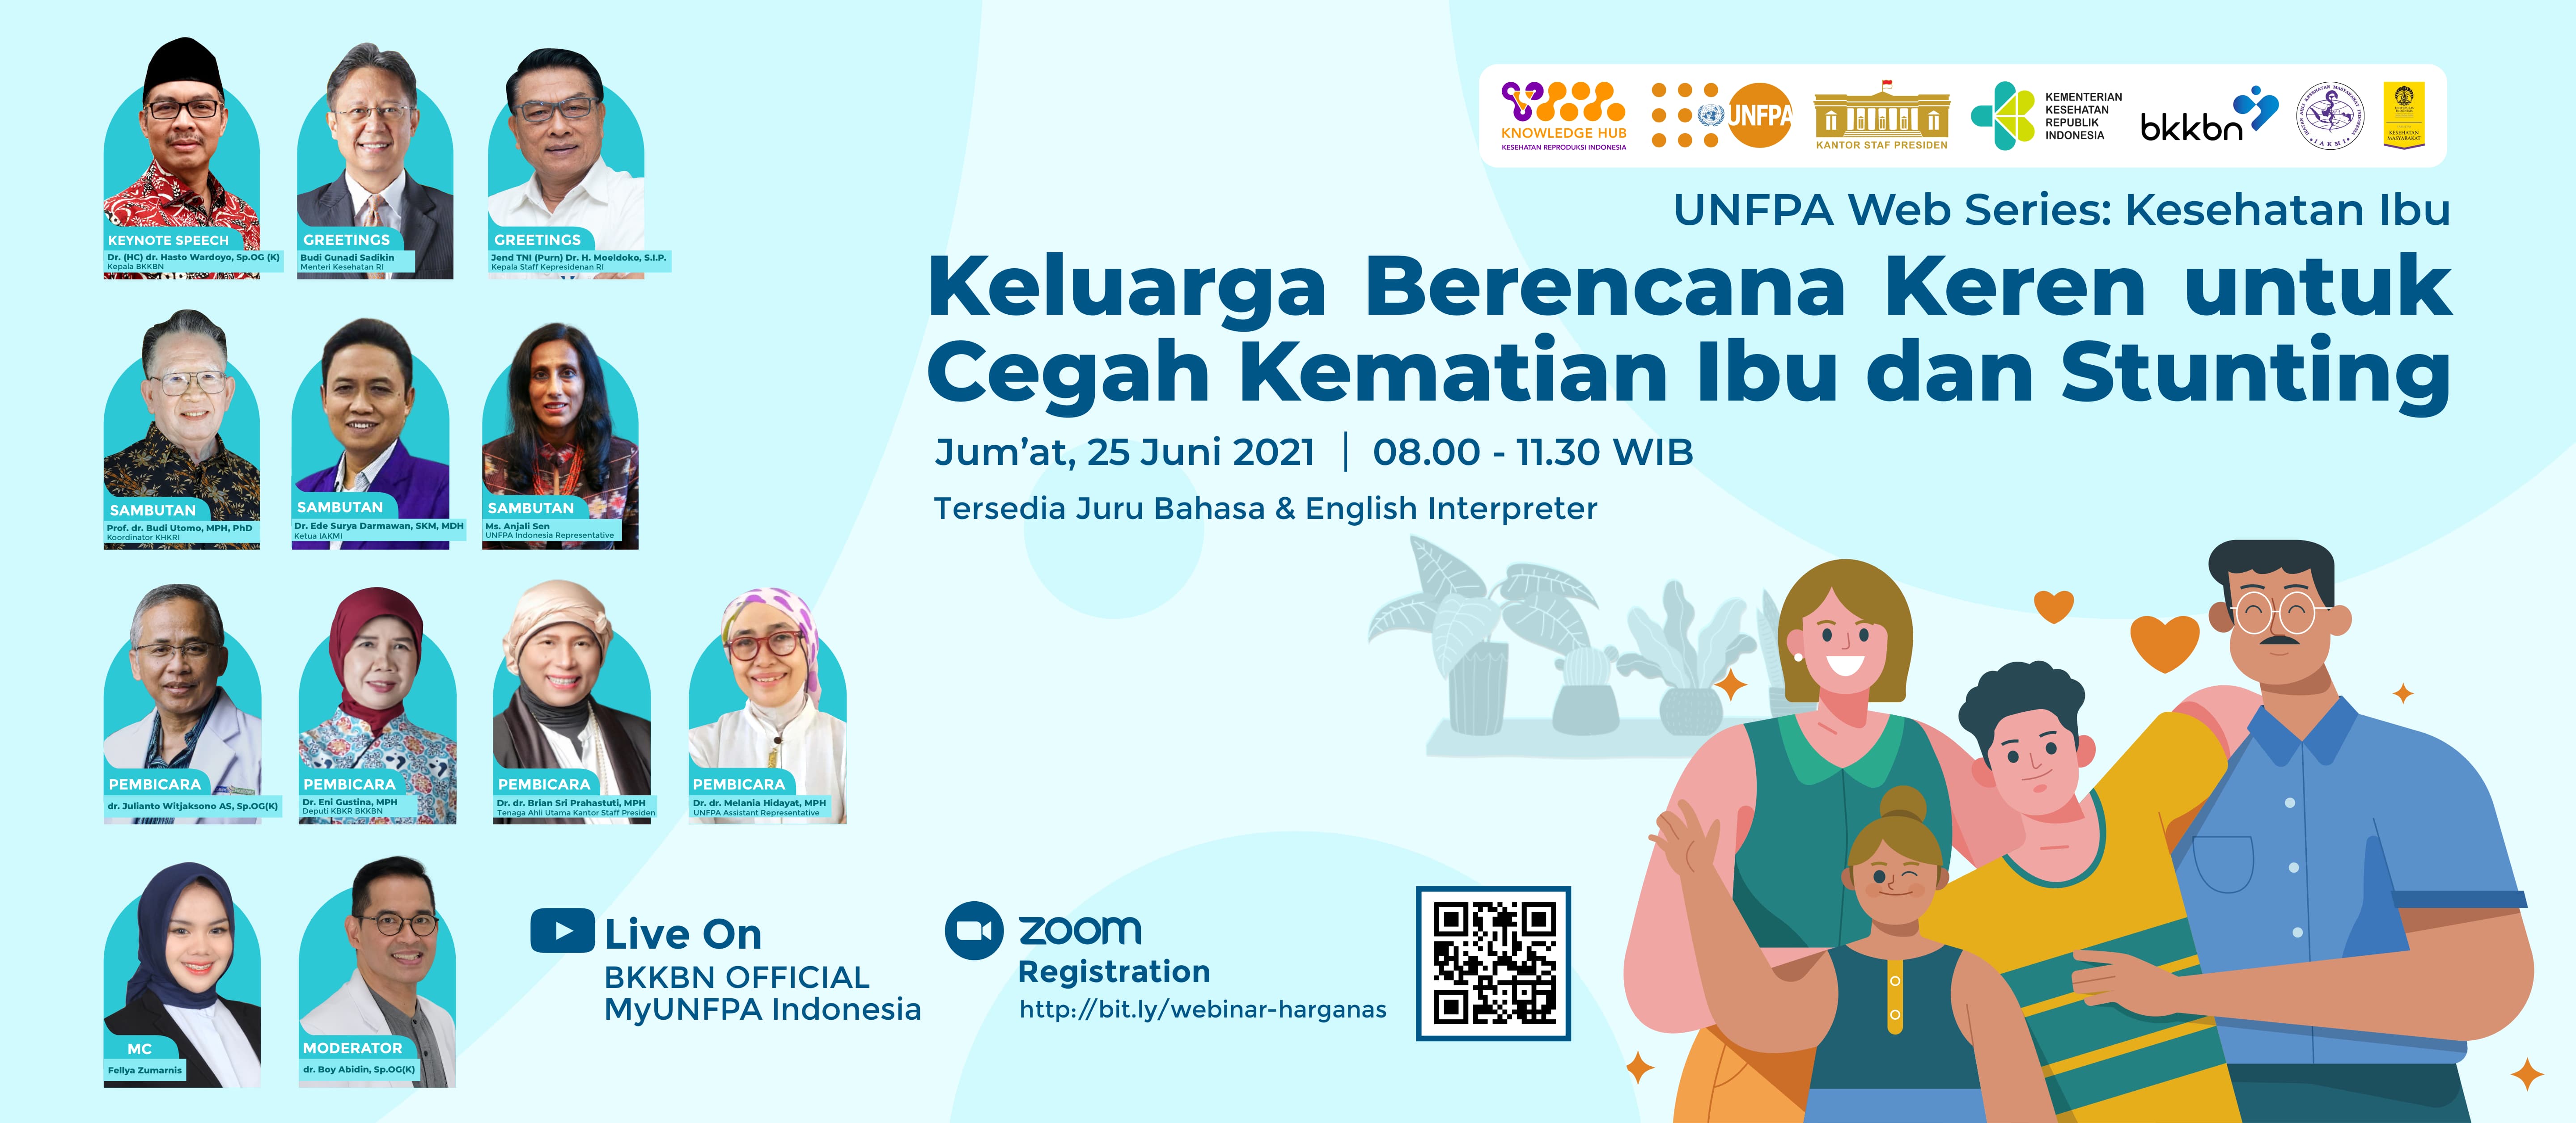 KEYNOTE SPEECH
Dr. (HC) dr. Hasto Wardoyo, Sp.OG (K)
Kepala BKKBN
GREETINGS
Budi Gunadi Sadikin
Menteri Kesehatan RI
GREETINGS
Jend TNI (Purn) Dr. H. Moeldoko, S.I.P.
Kepala Staff Kepresidenan RI
SAMBUTAN
Prof. dr. Budi Utomo, MPH, PhD
Koordinator KHKRI
SAMBUTAN
Dr. Ede Surya Darmawan, SKM, MDH
Ketua IAKMI
SAMBUTAN
Ms. Anjali Sen
UNFPA Indonesia Representative
PEMBICARA
dr. Julianto Witjaksono AS, Sp.OG(K)
PEMBICARA
Dr. Eni Gustina, MPH
Deputi KBKR BKKBN
PEMBICARA
Dr. dr. Brian Sri Prahastuti, MPH
Tenaga Ahli Utama Kantor Staff Presiden
PEMBICARA
Dr. dr. Melania Hidayat, MPH
UNFPA Assistant Representative
MC
Fellya Zumarnis
MODERATOR
dr. Boy Abidin, Sp.OG(K)
KNOWLEDGE HUB
KESEHATAN REPRODUKSI INDONESIA
UNFPA
KANTOR STAF PRESIDEN
KEMENTERIAN
KESEHATAN
REPUBLIK
INDONESIA
bkkbn
IKATAN AHLI KESEHATAN MASYARAKAT INDONESIA
IAKMI
KESEHATAN
MASYARAKAT
UNFPA Web Series: Kesehatan Ibu
Keluarga Berencana Keren untuk
Cegah Kematian Ibu dan Stunting
Jum'at, 25 Juni 2021 | 08.00 - 11.30 WIB
Tersedia Juru Bahasa & English Interpreter
Live On
BKKBN OFFICIAL
MyUNFPA Indonesia
zoom
Registration
http://bit.ly/webinar-harganas